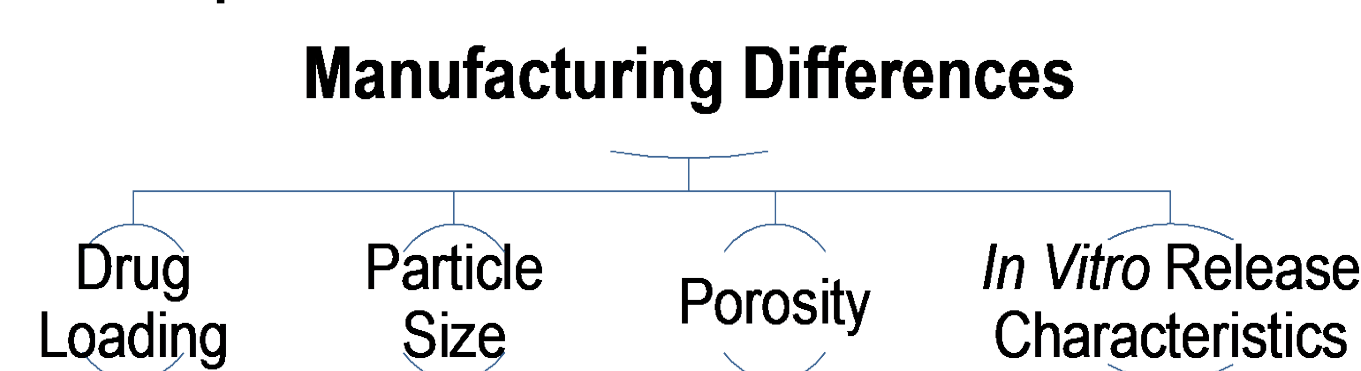 Manufacturing Differences
Drug
Loading
Particle
Size
Porosity
In Vitro Release
Characteristics